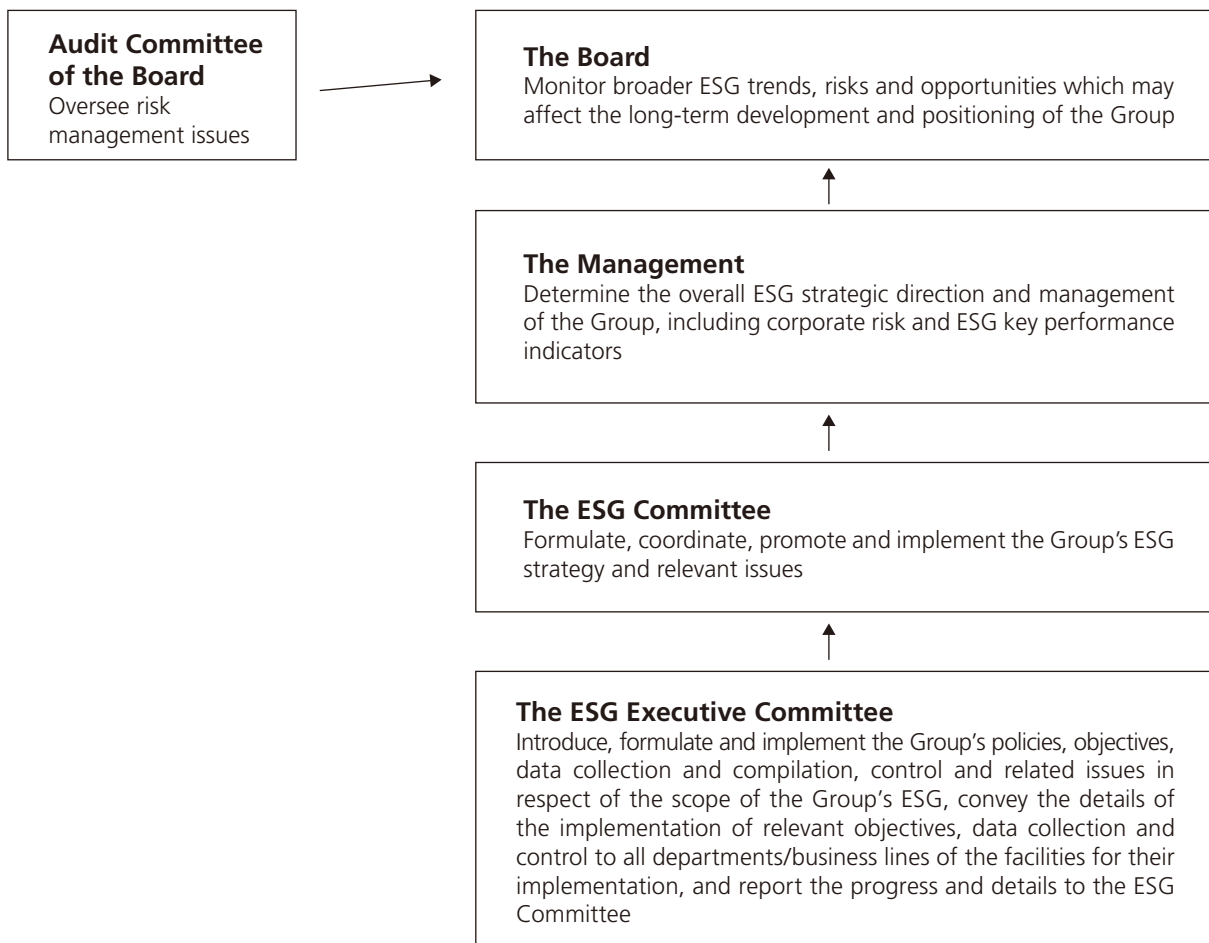 Audit Committee
of the Board
Oversee risk
management issues
The Board
Monitor broader ESG trends, risks and opportunities which may
affect the long-term development and positioning of the Group
The Management
Determine the overall ESG strategic direction and management
of the Group, including corporate risk and ESG key performance
indicators
The ESG Committee
Formulate, coordinate, promote and implement the Group’s ESG
strategy and relevant issues
The ESG Executive Committee
Introduce, formulate and implement the Group’s policies, objectives,
data collection and compilation, control and related issues in
respect of the scope of the Group’s ESG, convey the details of
the implementation of relevant objectives, data collection and
control to all departments/business lines of the facilities for their
implementation, and report the progress and details to the ESG
Committee